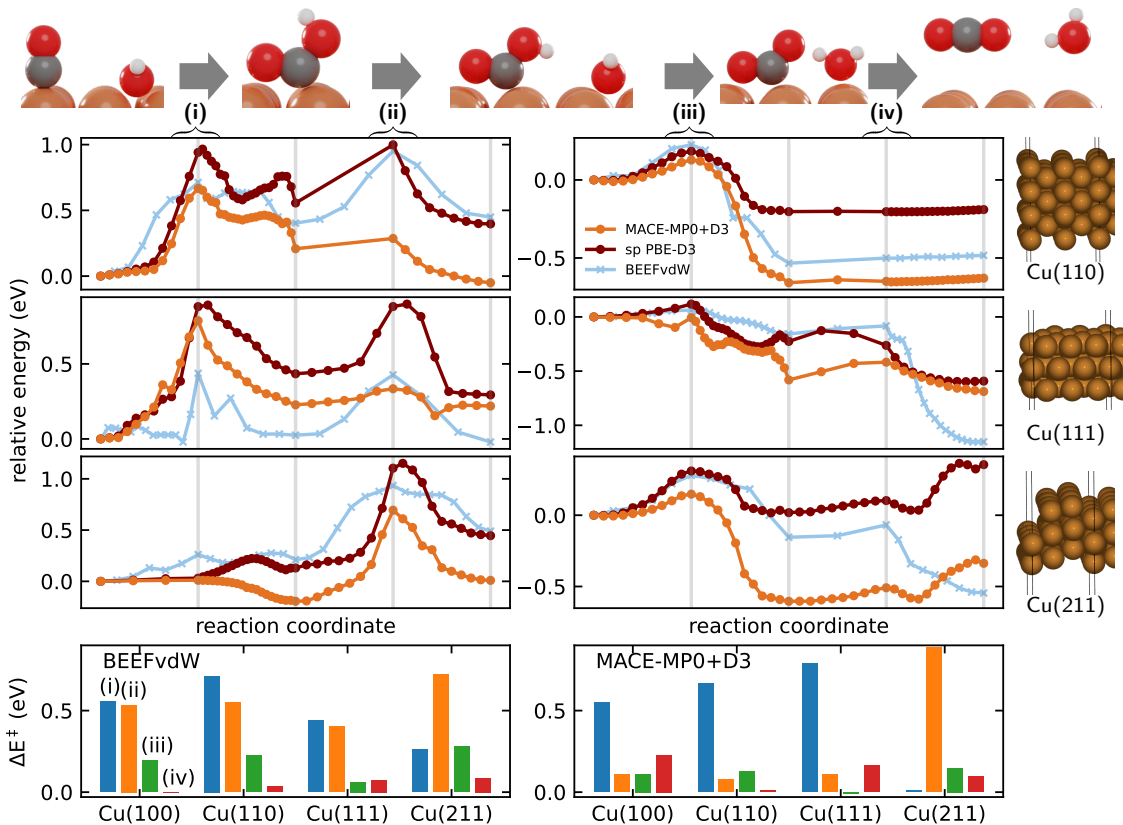 (i) (ii) (iii) (iv)
relative energy (eV)
1.0
0.5
0.0
0.0
−0.5
MACE-MP0+D3
sp PBE-D3
BEEFvdW
Cu(110)
0.5
0.0
0.0
−0.5
−1.0
Cu(111)
1.0
0.5
0.0
0.0
−0.5
Cu(211)
reaction coordinate
reaction coordinate
ΔE‡ (eV)
0.5
0.0
BEEFvdW
(i) (ii)
(iii)
(iv)
Cu(100) Cu(110) Cu(111) Cu(211)
0.5
0.0
MACE-MP0+D3
Cu(100) Cu(110) Cu(111) Cu(211)